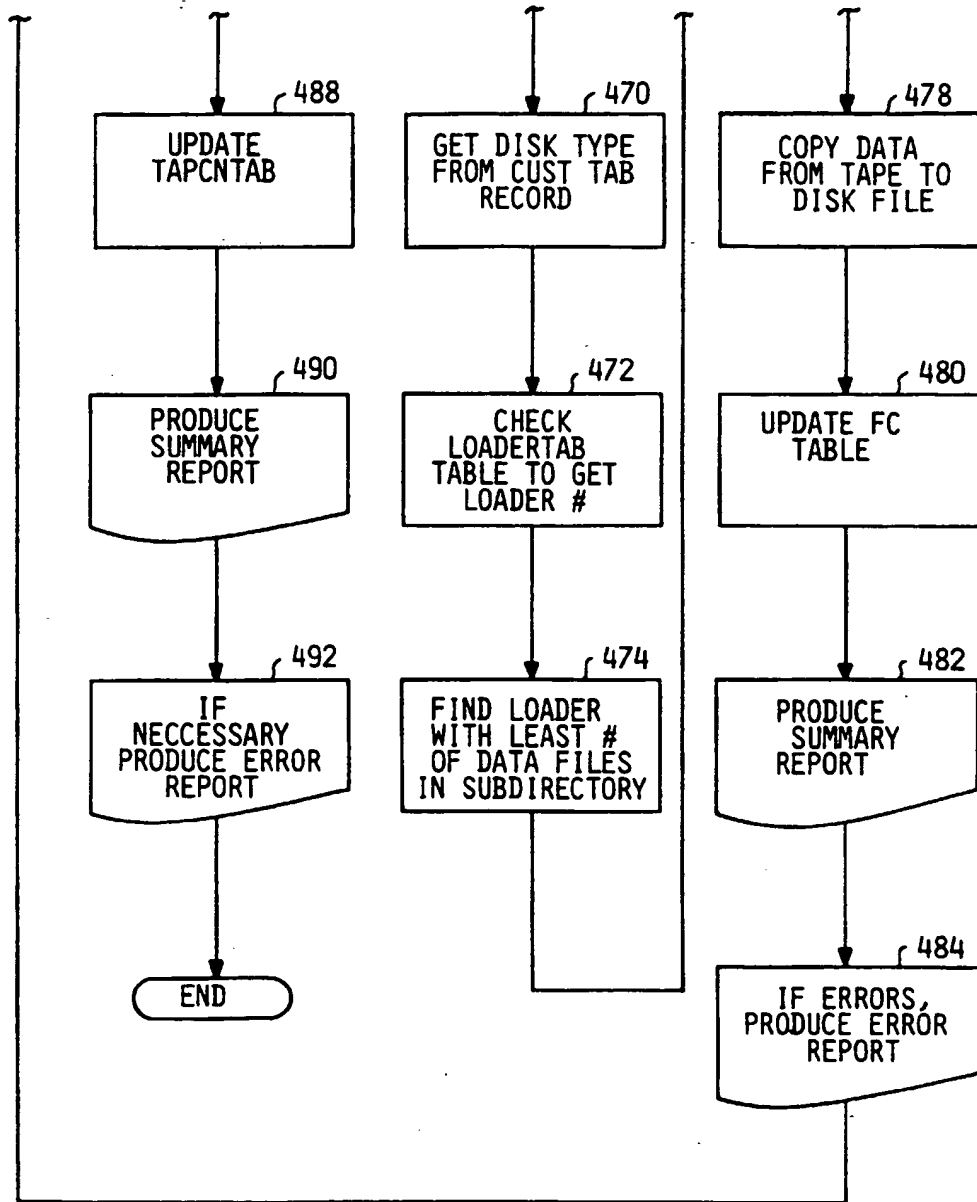 488
UPDATE
TAPCNTAB
490
PRODUCE
SUMMARY
REPORT
492
IF
NECCESSARY
PRODUCE ERROR
REPORT
END
470
GET DISK TYPE
FROM CUST TAB
RECORD
472
CHECK
LOADERTAB
TABLE TO GET
LOADER #
474
FIND LOADER
WITH LEAST #
OF DATA FILES
IN SUBDIRECTORY
478
COPY DATA
FROM TAPE TO
DISK FILE
480
UPDATE FC
TABLE
482
PRODUCE
SUMMARY
REPORT
484
IF ERRORS,
PRODUCE ERROR
REPORT